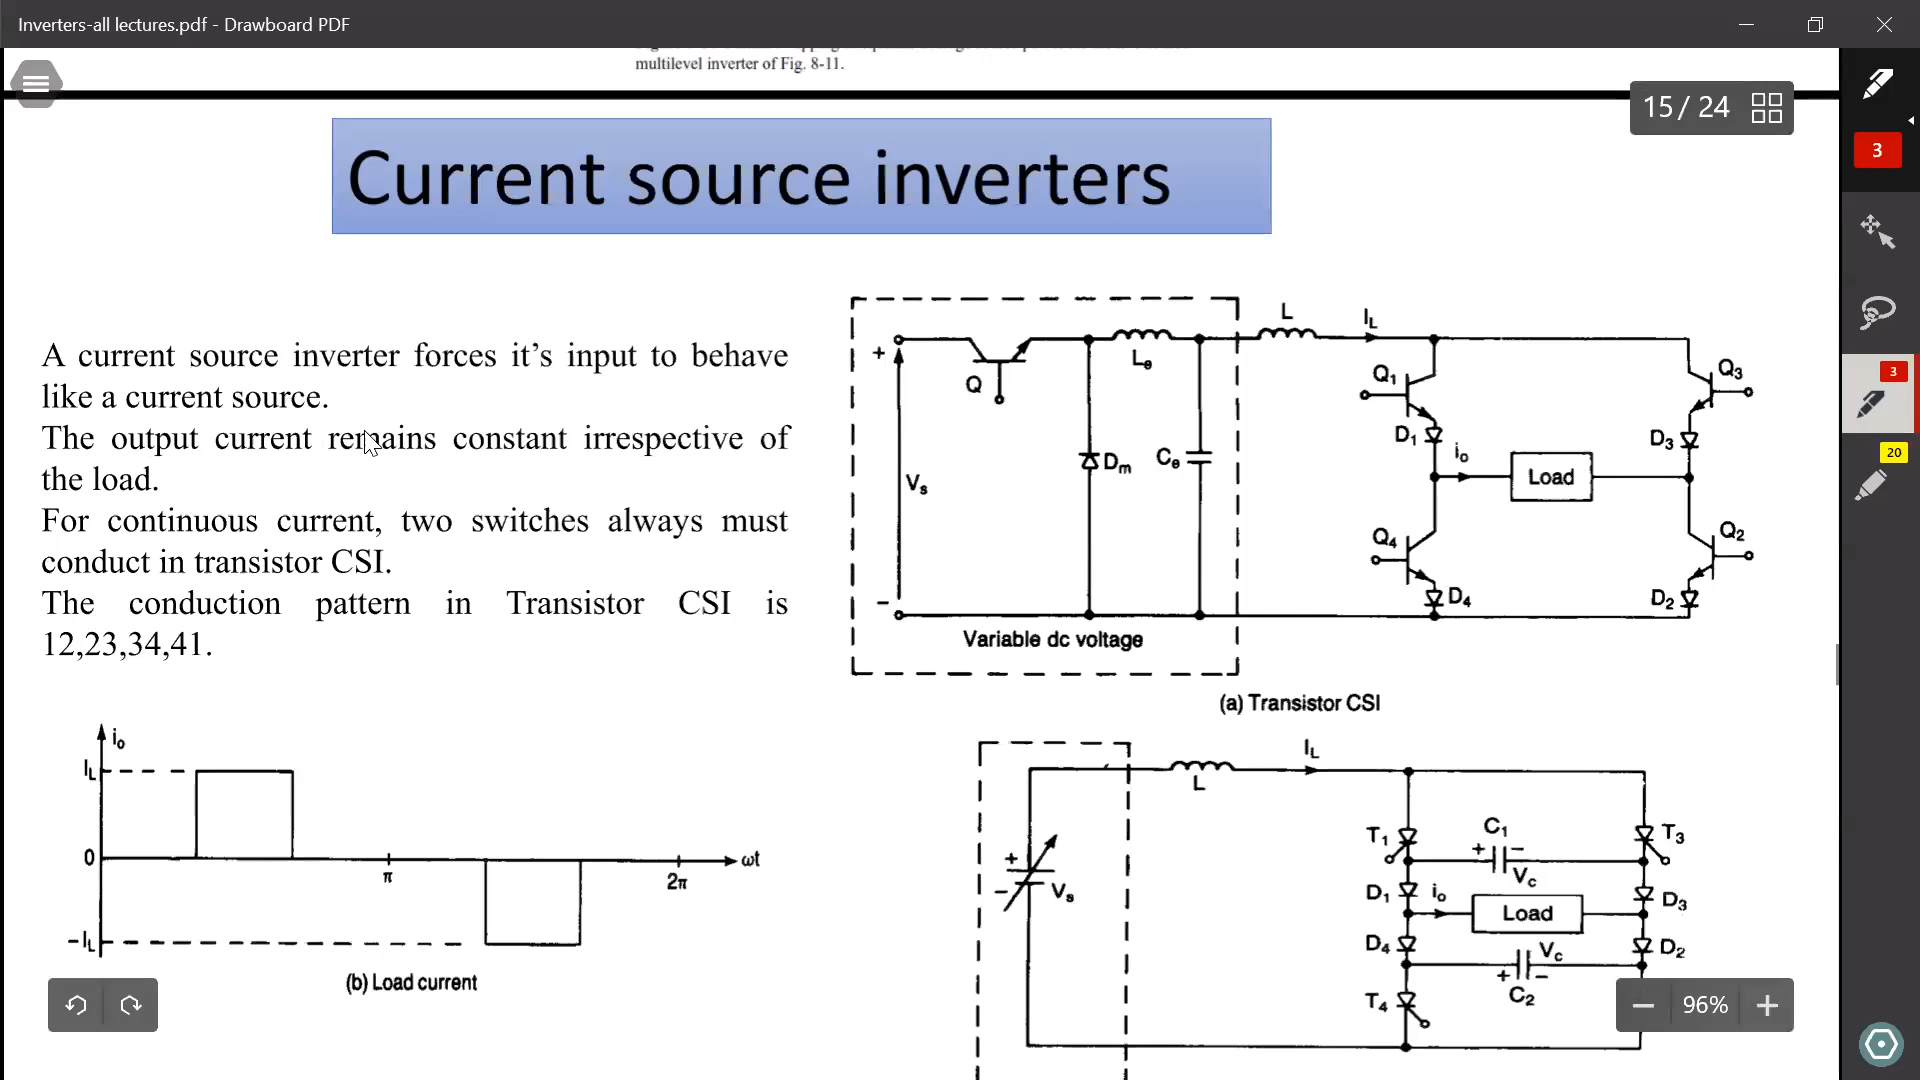 Inverters-all lectures.pdf - Drawboard PDF
multilevel inverter of Fig. 8-11.
15 / 24
3
Current source inverters
A current source inverter forces it’s input to behave
like a current source.
The output current remains constant irrespective of
the load.
For continuous current, two switches always must
conduct in transistor CSI.
The conduction pattern in Transistor CSI is
12,23,34,41.
3
20
L
IL
+
Q
Le
Q1
Q3
D1
io
D3
Dm
Ce
Load
Vs
Q4
Q2
−
D4
D2
Variable dc voltage
(a) Transistor CSI
io
IL
0
π
2π
ωt
−IL
(b) Load current
IL
L
T1
C1
T3
+ −
Vc
+
−
Vs
D1
io
D3
Load
D4
Vc
D2
+ −
C2
T4
96%